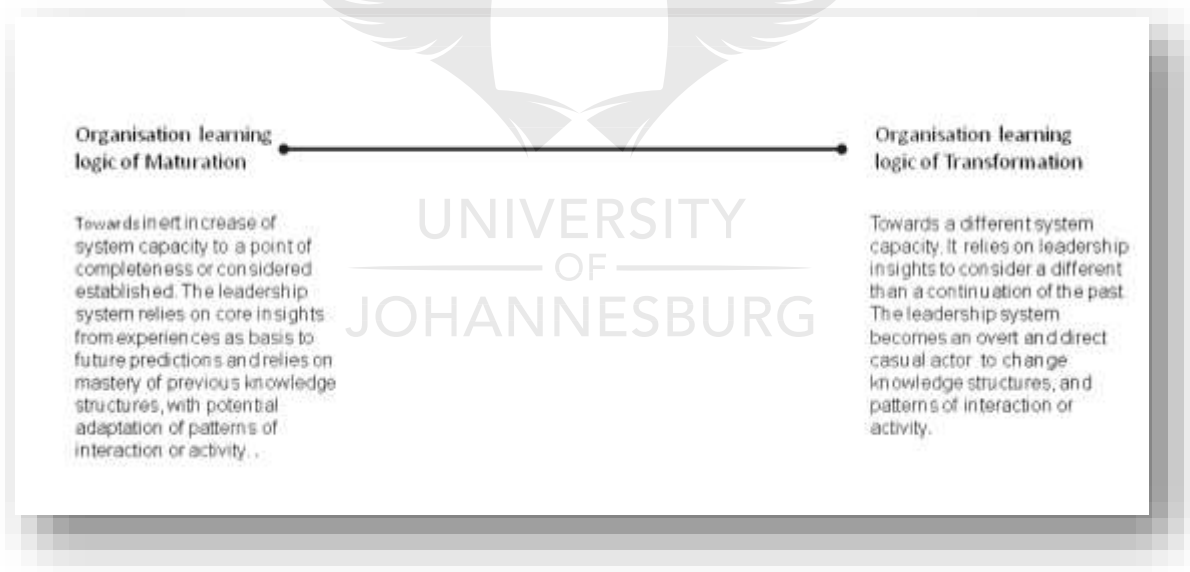 Organisation learning
logic of Maturation
Towards inert increase of
system capacity to a point of
completeness or considered
established. The leadership
system relies on core insights
from experiences as basis to
future predictions and relies on
mastery of previous knowledge
structures, with potential
adaptation of patterns of
interaction or activity. .
Organisation learning
logic of Transformation
Towards a different system
capacity. It relies on leadership
insights to consider a different
than a continuation of the past
The leadership system
becomes an overt and direct
casual actor to change
knowledge structures, and
patterns of interaction or
activity.
UNIVERSITY
OF
JOHANNESBURG